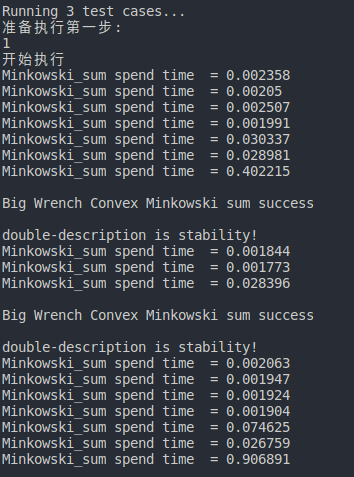 Running 3 test cases...
准备执行第一步:
1
开始执行
Minkowski_sum spend time  = 0.002358
Minkowski_sum spend time  = 0.00205
Minkowski_sum spend time  = 0.002507
Minkowski_sum spend time  = 0.001991
Minkowski_sum spend time  = 0.030337
Minkowski_sum spend time  = 0.028981
Minkowski_sum spend time  = 0.402215
Big Wrench Convex Minkowski sum success
double-description is stability!
Minkowski_sum spend time  = 0.001844
Minkowski_sum spend time  = 0.001773
Minkowski_sum spend time  = 0.028396
Big Wrench Convex Minkowski sum success
double-description is stability!
Minkowski_sum spend time  = 0.002063
Minkowski_sum spend time  = 0.001947
Minkowski_sum spend time  = 0.001924
Minkowski_sum spend time  = 0.001904
Minkowski_sum spend time  = 0.074625
Minkowski_sum spend time  = 0.026759
Minkowski_sum spend time  = 0.906891